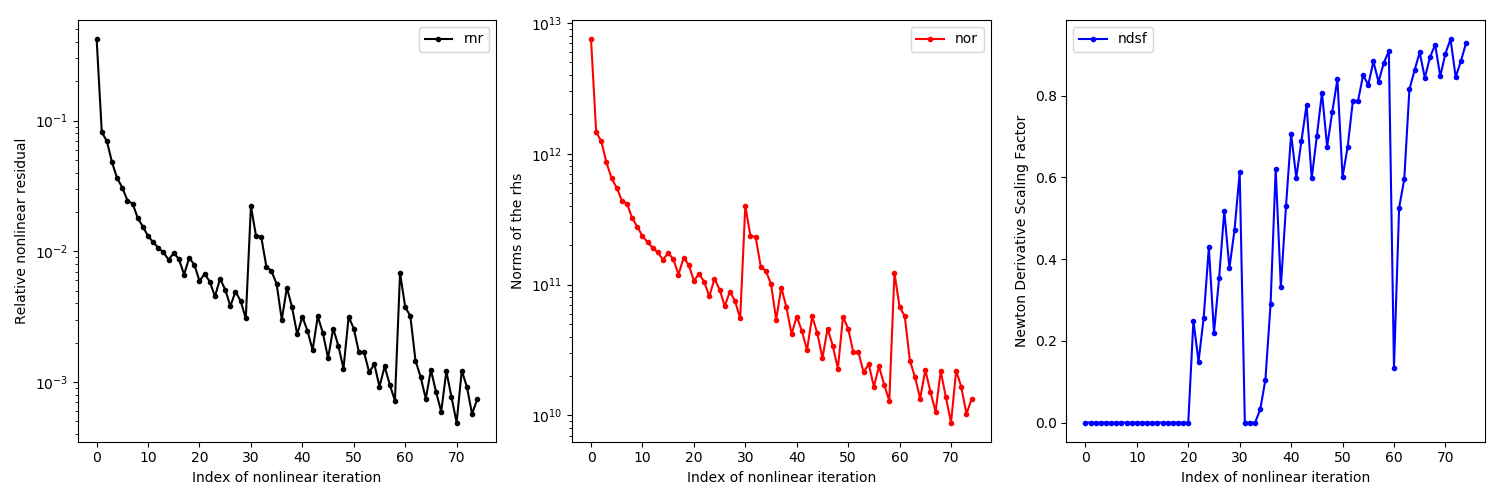 Relative nonlinear residual
10⁻¹
10⁻²
10⁻³
0 10 20 30 40 50 60 70
Index of nonlinear iteration
rnr
Norms of the rhs
10¹³
10¹²
10¹¹
10¹⁰
0 10 20 30 40 50 60 70
Index of nonlinear iteration
nor
Newton Derivative Scaling Factor
0.8
0.6
0.4
0.2
0.0
0 10 20 30 40 50 60 70
Index of nonlinear iteration
ndsf